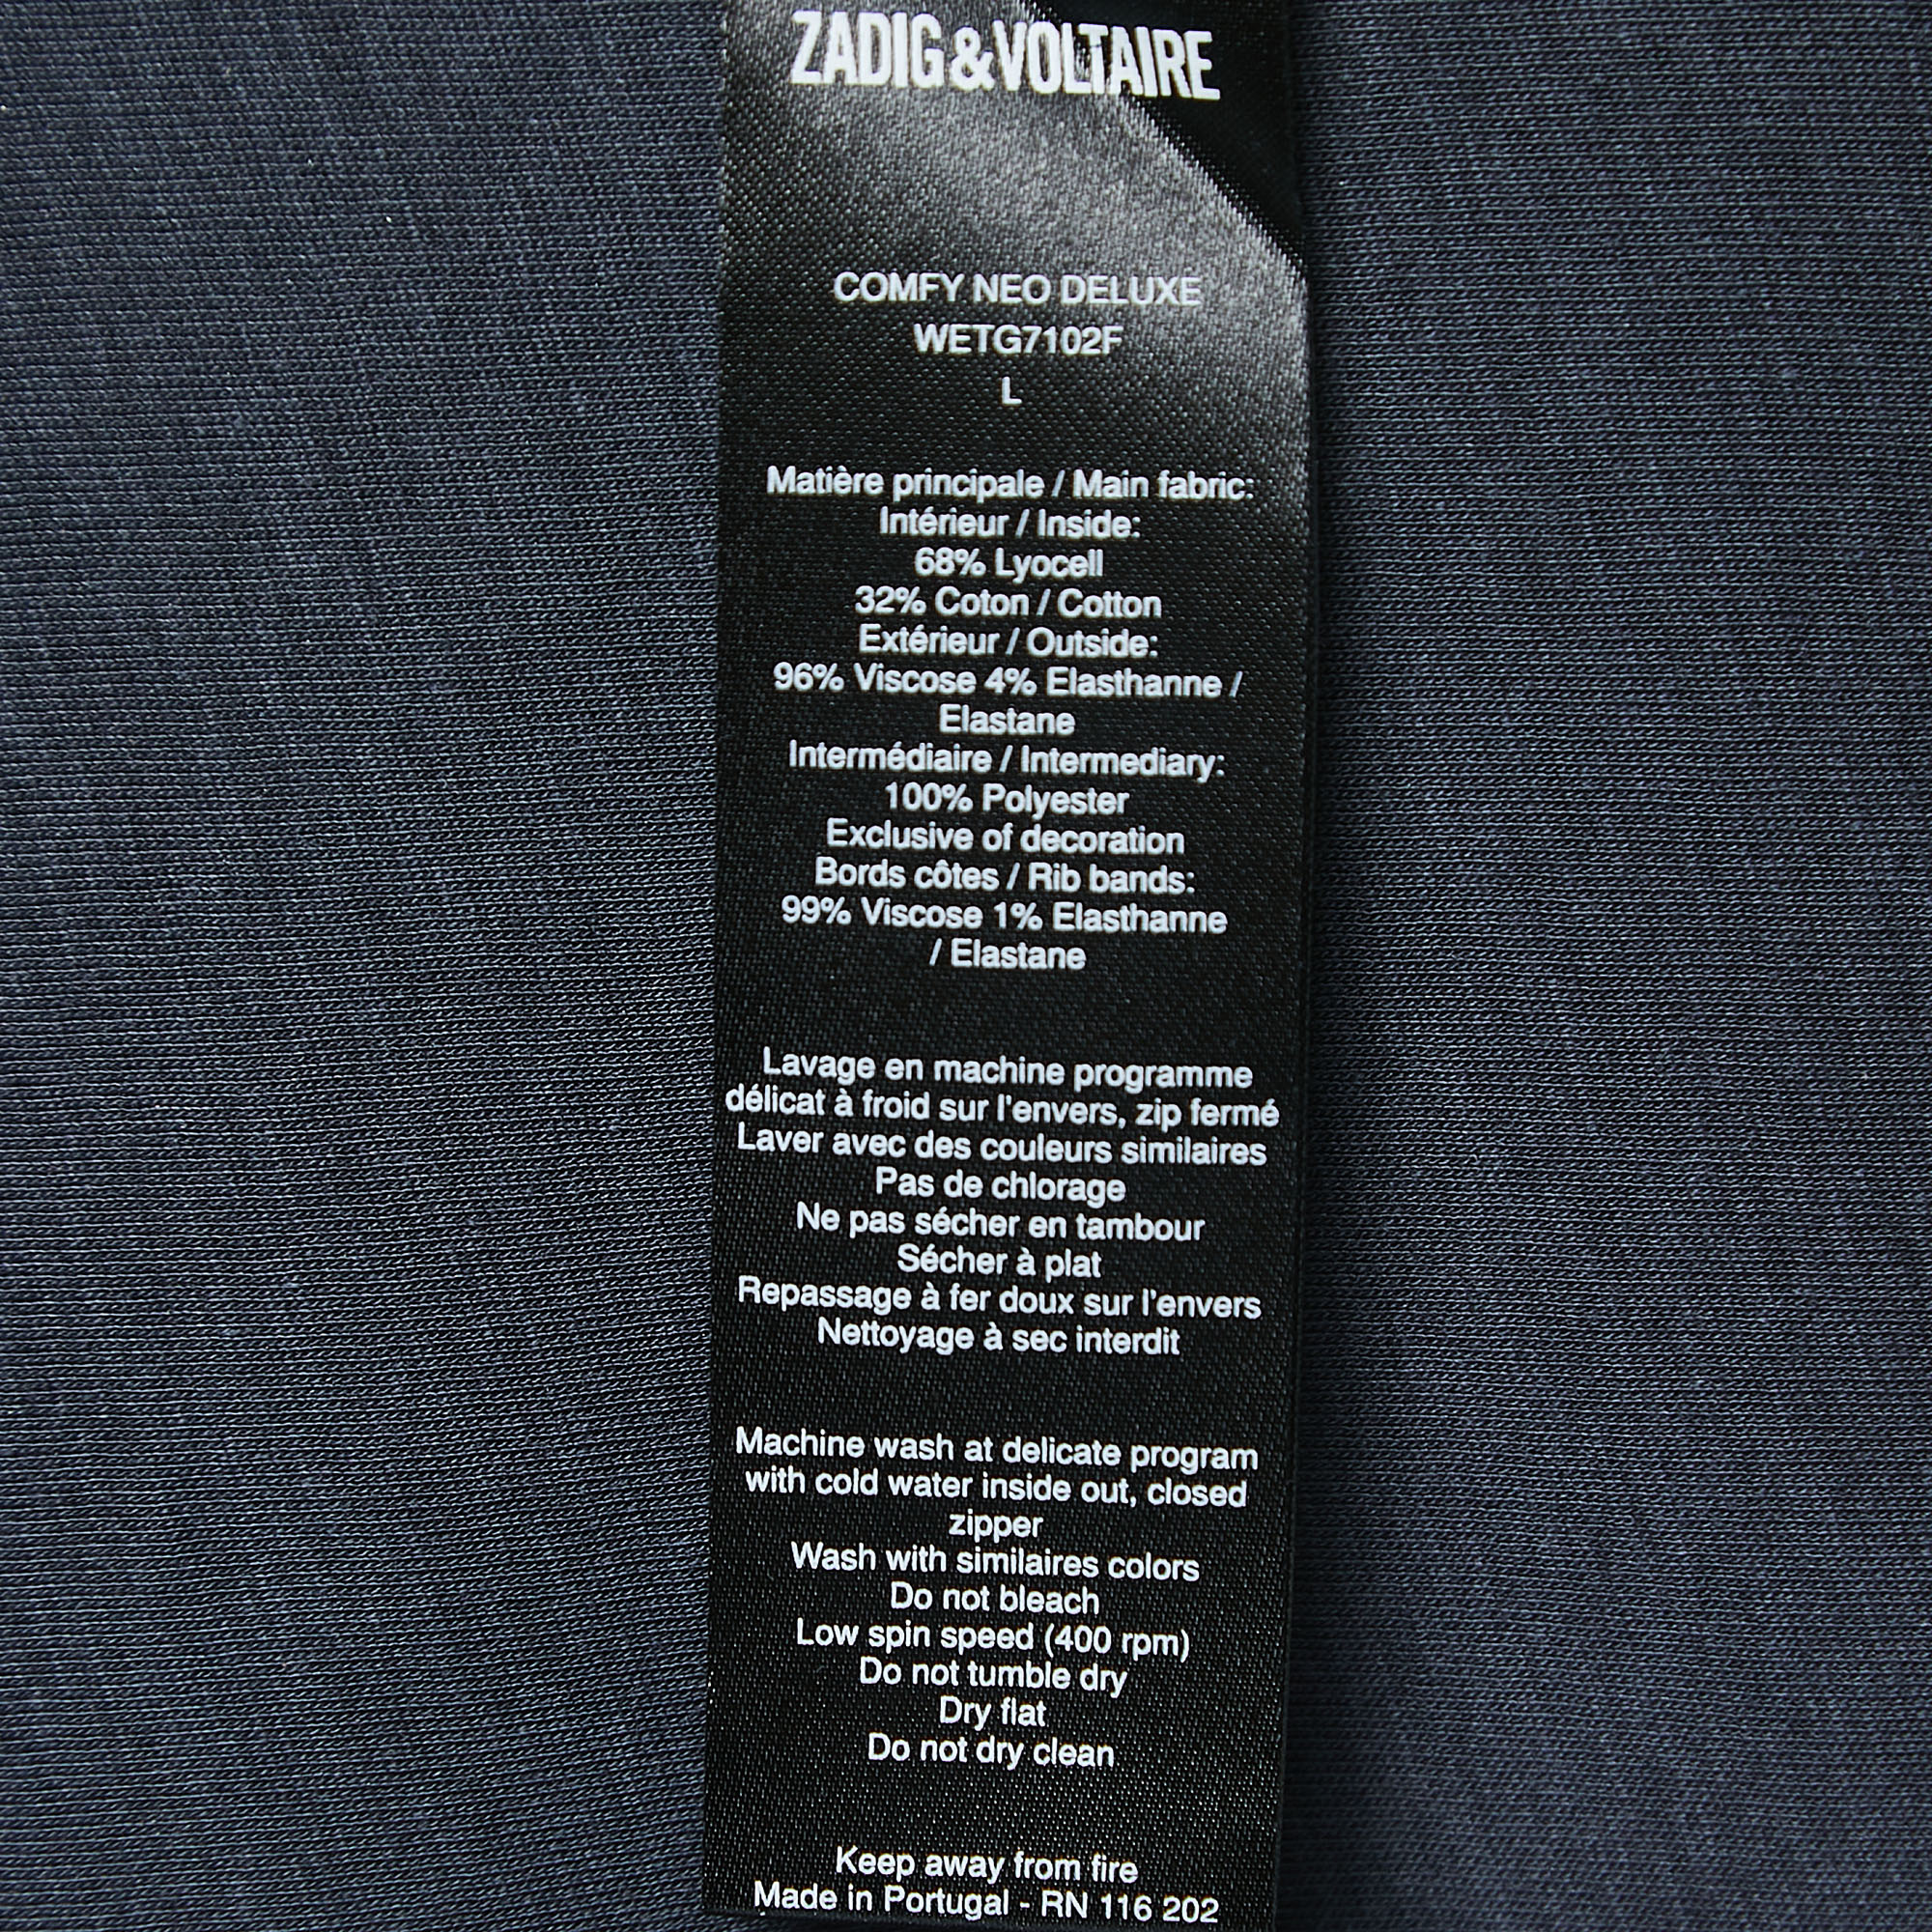 ZADIG&VOLTAIRE
COMFY NEO DELUXE
WETG7102F
L
Matière principale / Main fabric:
Intérieur / Inside:
68% Lyocell
32% Coton / Cotton
Extérieur / Outside:
96% Viscose 4% Elasthanne /
Elastane
Intermédiaire / Intermediary:
100% Polyester
Exclusive of decoration
Bords côtes / Rib bands:
99% Viscose 1% Elasthanne
/ Elastane
Lavage en machine programme
délicat à froid sur l'envers, zip fermé
Laver avec des couleurs similaires
Pas de chlorage
Ne pas sécher en tambour
Sécher à plat
Repassage à fer doux sur l'envers
Nettoyage à sec interdit
Machine wash at delicate program
with cold water inside out, closed
zipper
Wash with similaires colors
Do not bleach
Low spin speed (400 rpm)
Do not tumble dry
Dry flat
Do not dry clean
Keep away from fire
Made in Portugal - RN 116 202